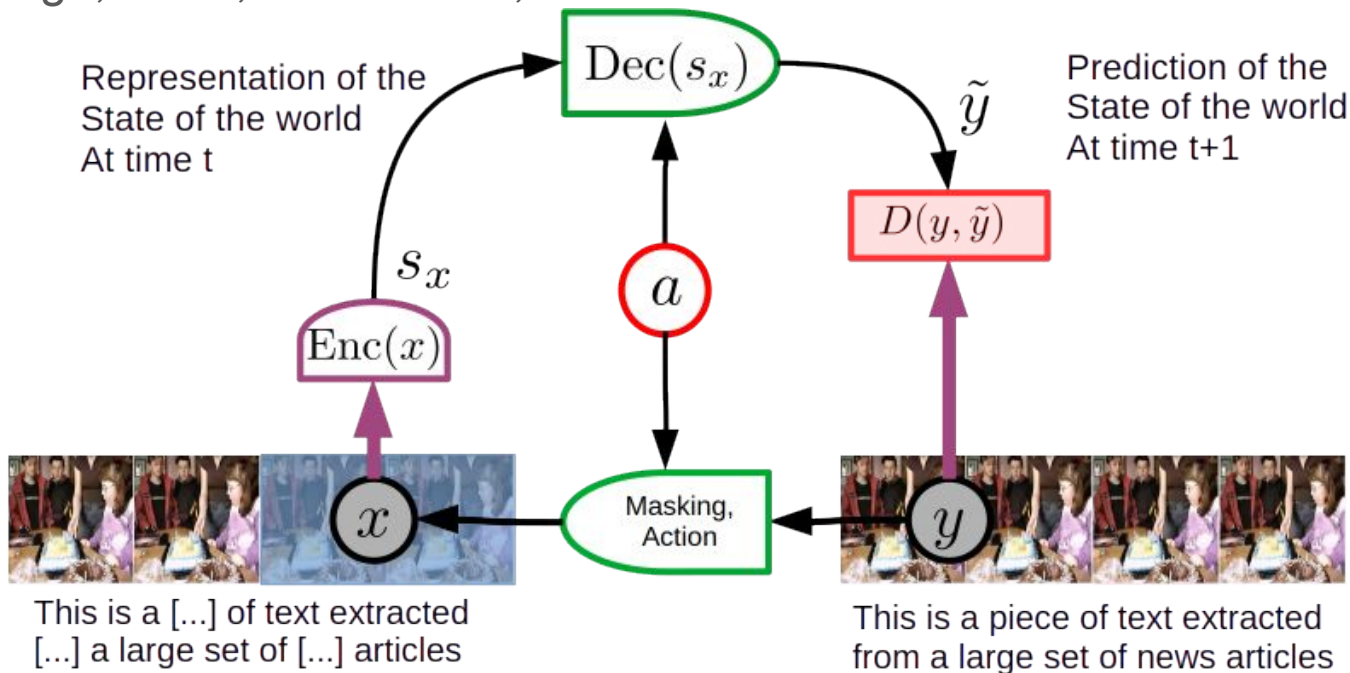 Representation of the
State of the world
At time t
Dec(s_x)
ỹ
Prediction of the
State of the world
At time t+1
D(y, ỹ)
s_x
a
Enc(x)
x
Masking,
Action
y
This is a [...] of text extracted
[...] a large set of [...] articles
This is a piece of text extracted
from a large set of news articles